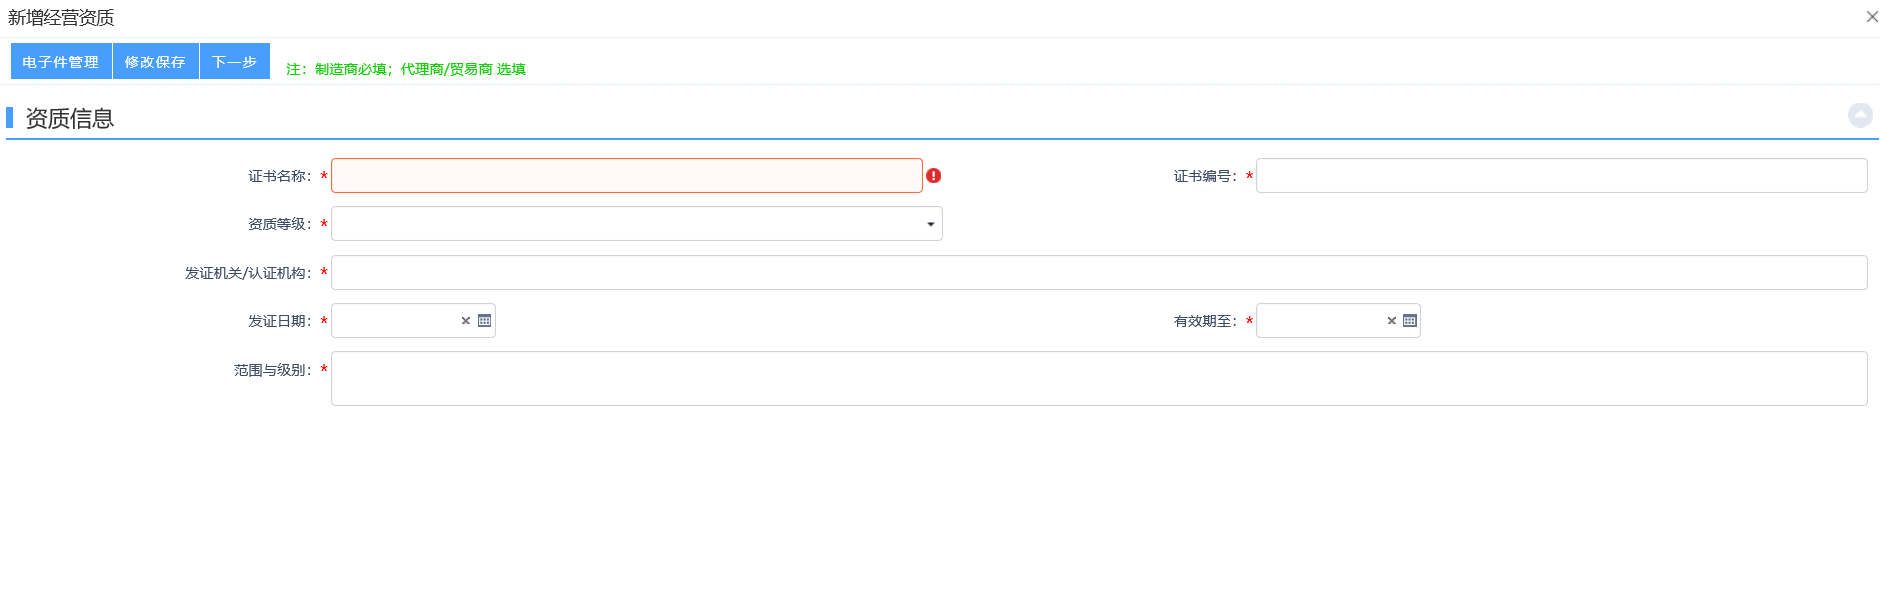 新增经营资质
电子件管理 修改保存 下一步 注：制造商必填；代理商/贸易商 选填
资质信息
证书名称：* 证书编号：*
资质等级：*
发证机关/认证机构：*
发证日期：* 有效期至：*
范围与级别：*